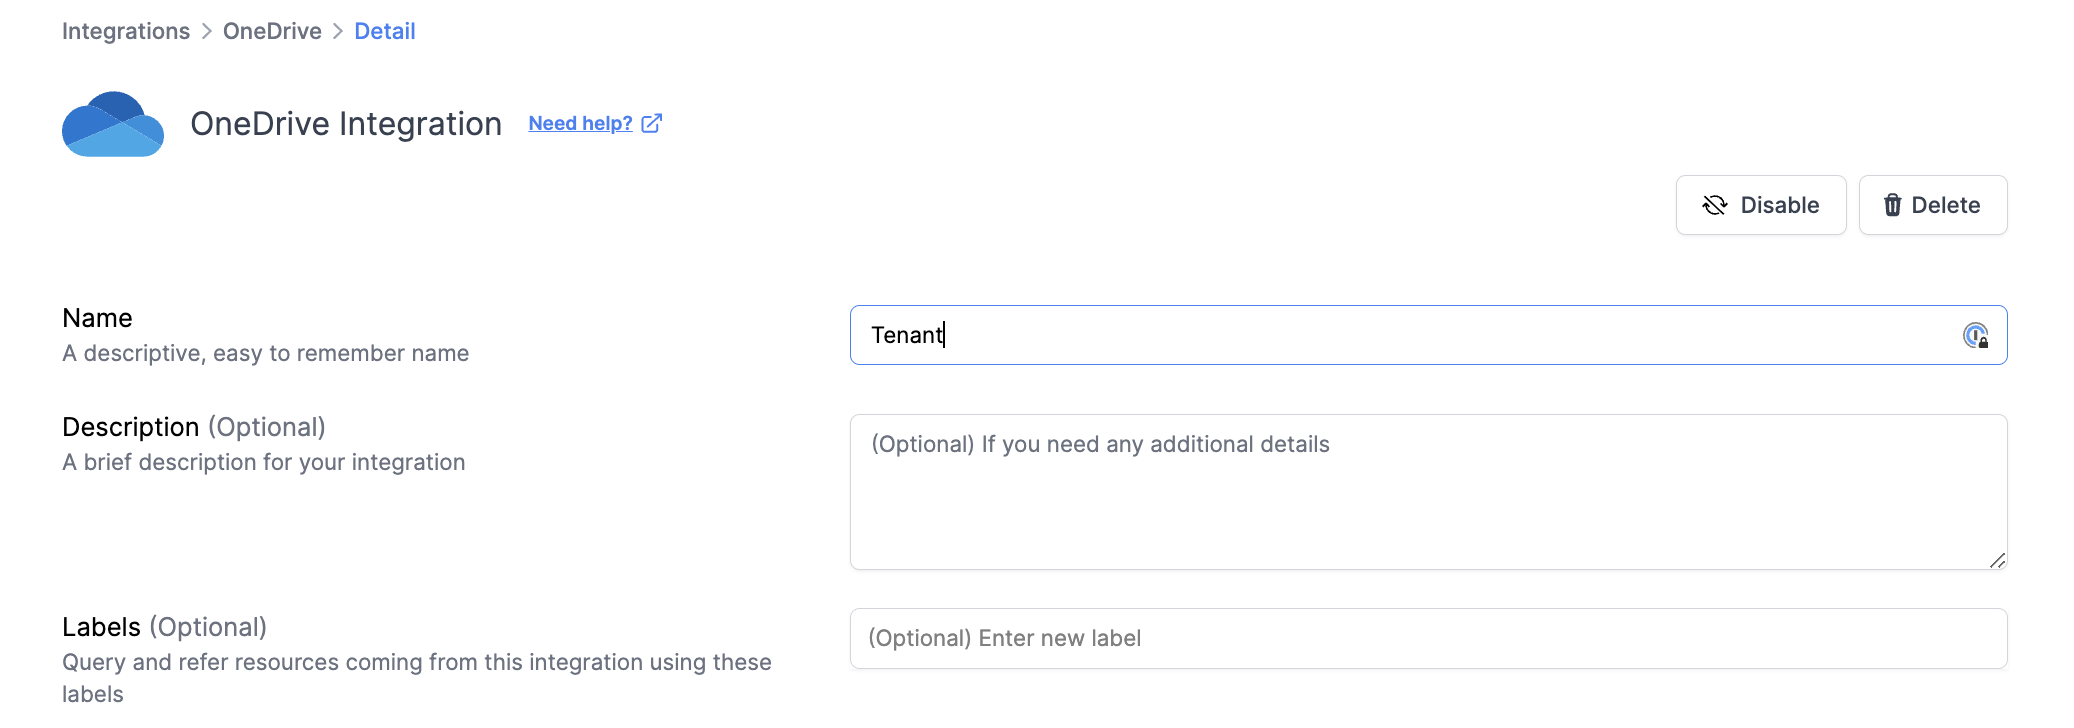 Integrations > OneDrive > Detail
OneDrive Integration Need help?
Disable Delete
Name
A descriptive, easy to remember name
Tenant
Description (Optional)
A brief description for your integration
(Optional) If you need any additional details
Labels (Optional)
Query and refer resources coming from this integration using these
labels
(Optional) Enter new label